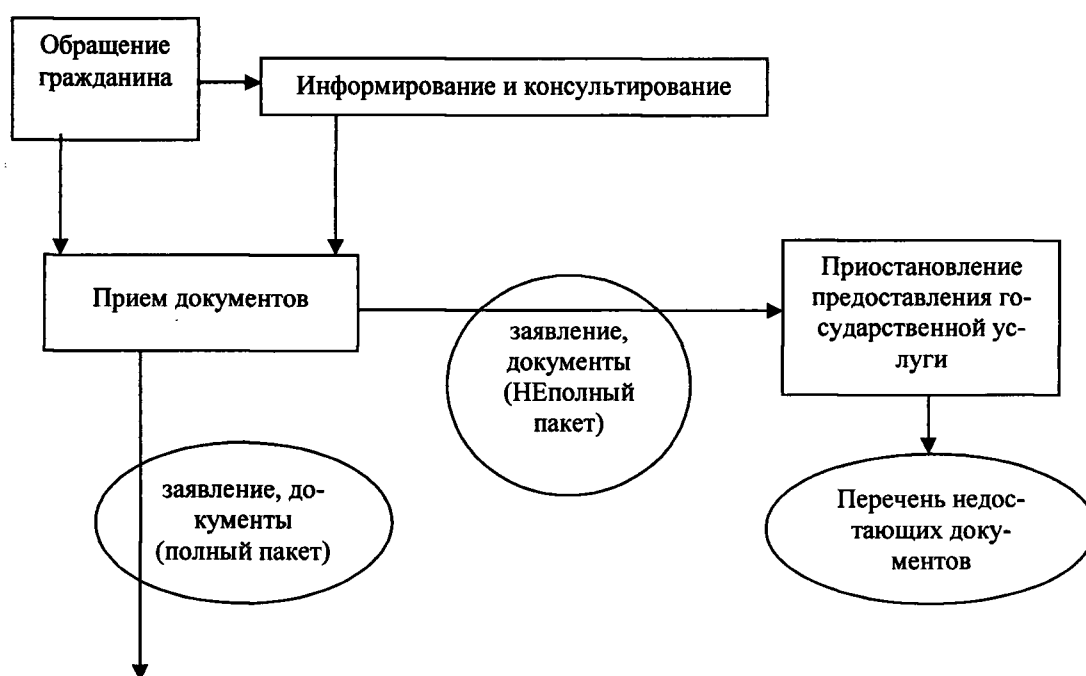 Обращение
гражданина
Информирование и консультирование
Прием документов
Приостановление
предоставления го-
сударственной ус-
луги
заявление,
документы
(НЕполный
пакет)
заявление, до-
кументы
(полный пакет)
Перечень недос-
тающих доку-
ментов